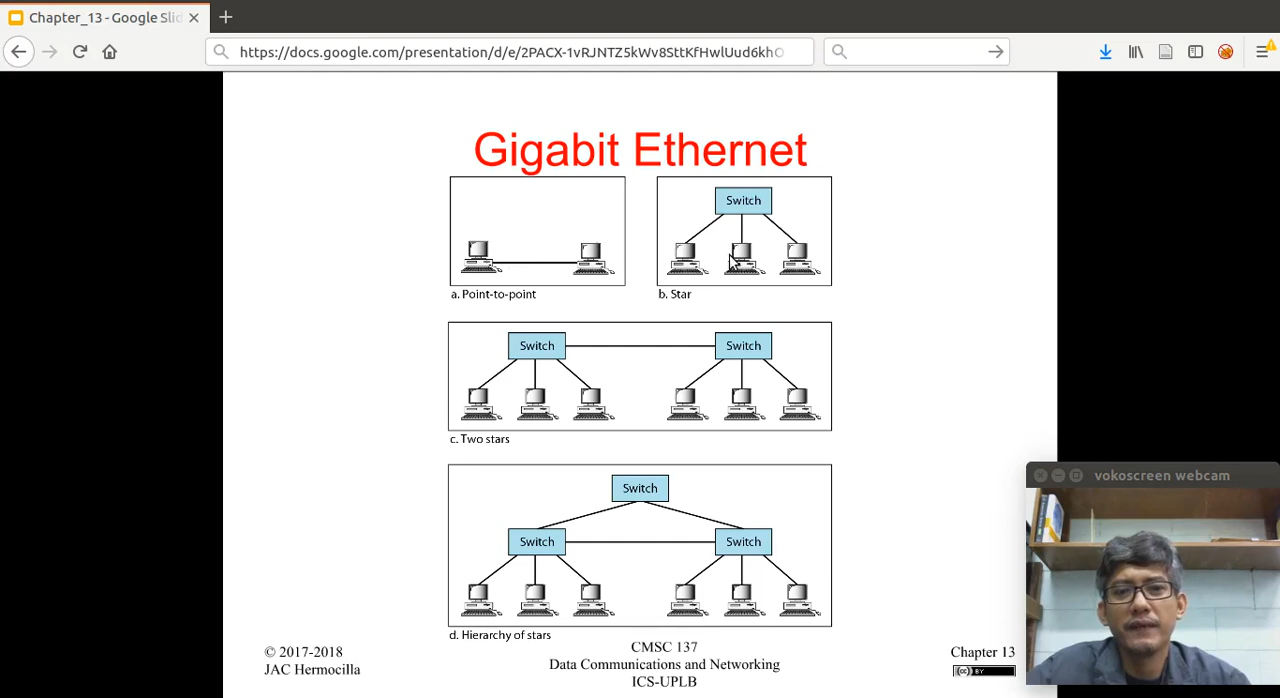 Chapter_13 - Google Slid
https://docs.google.com/presentation/d/e/2PACX-1vRJNTZ5kWv8SttKfHwlUud6khO
Gigabit Ethernet
Switch
a. Point-to-point
b. Star
Switch
Switch
c. Two stars
Switch
Switch
Switch
d. Hierarchy of stars
© 2017-2018
JAC Hermocilla
CMSC 137
Data Communications and Networking
ICS-UPLB
Chapter 13
cc BY
vokoscreen webcam